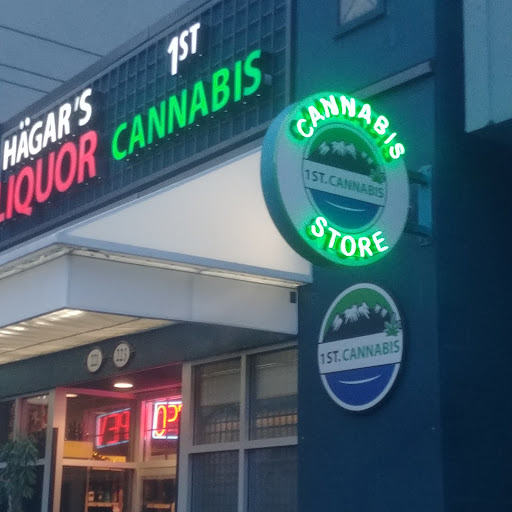 HÄGAR'S
LIQUOR
1ST
CANNABIS
CANNABIS
1ST. CANNABIS
STORE
1ST. CANNABIS